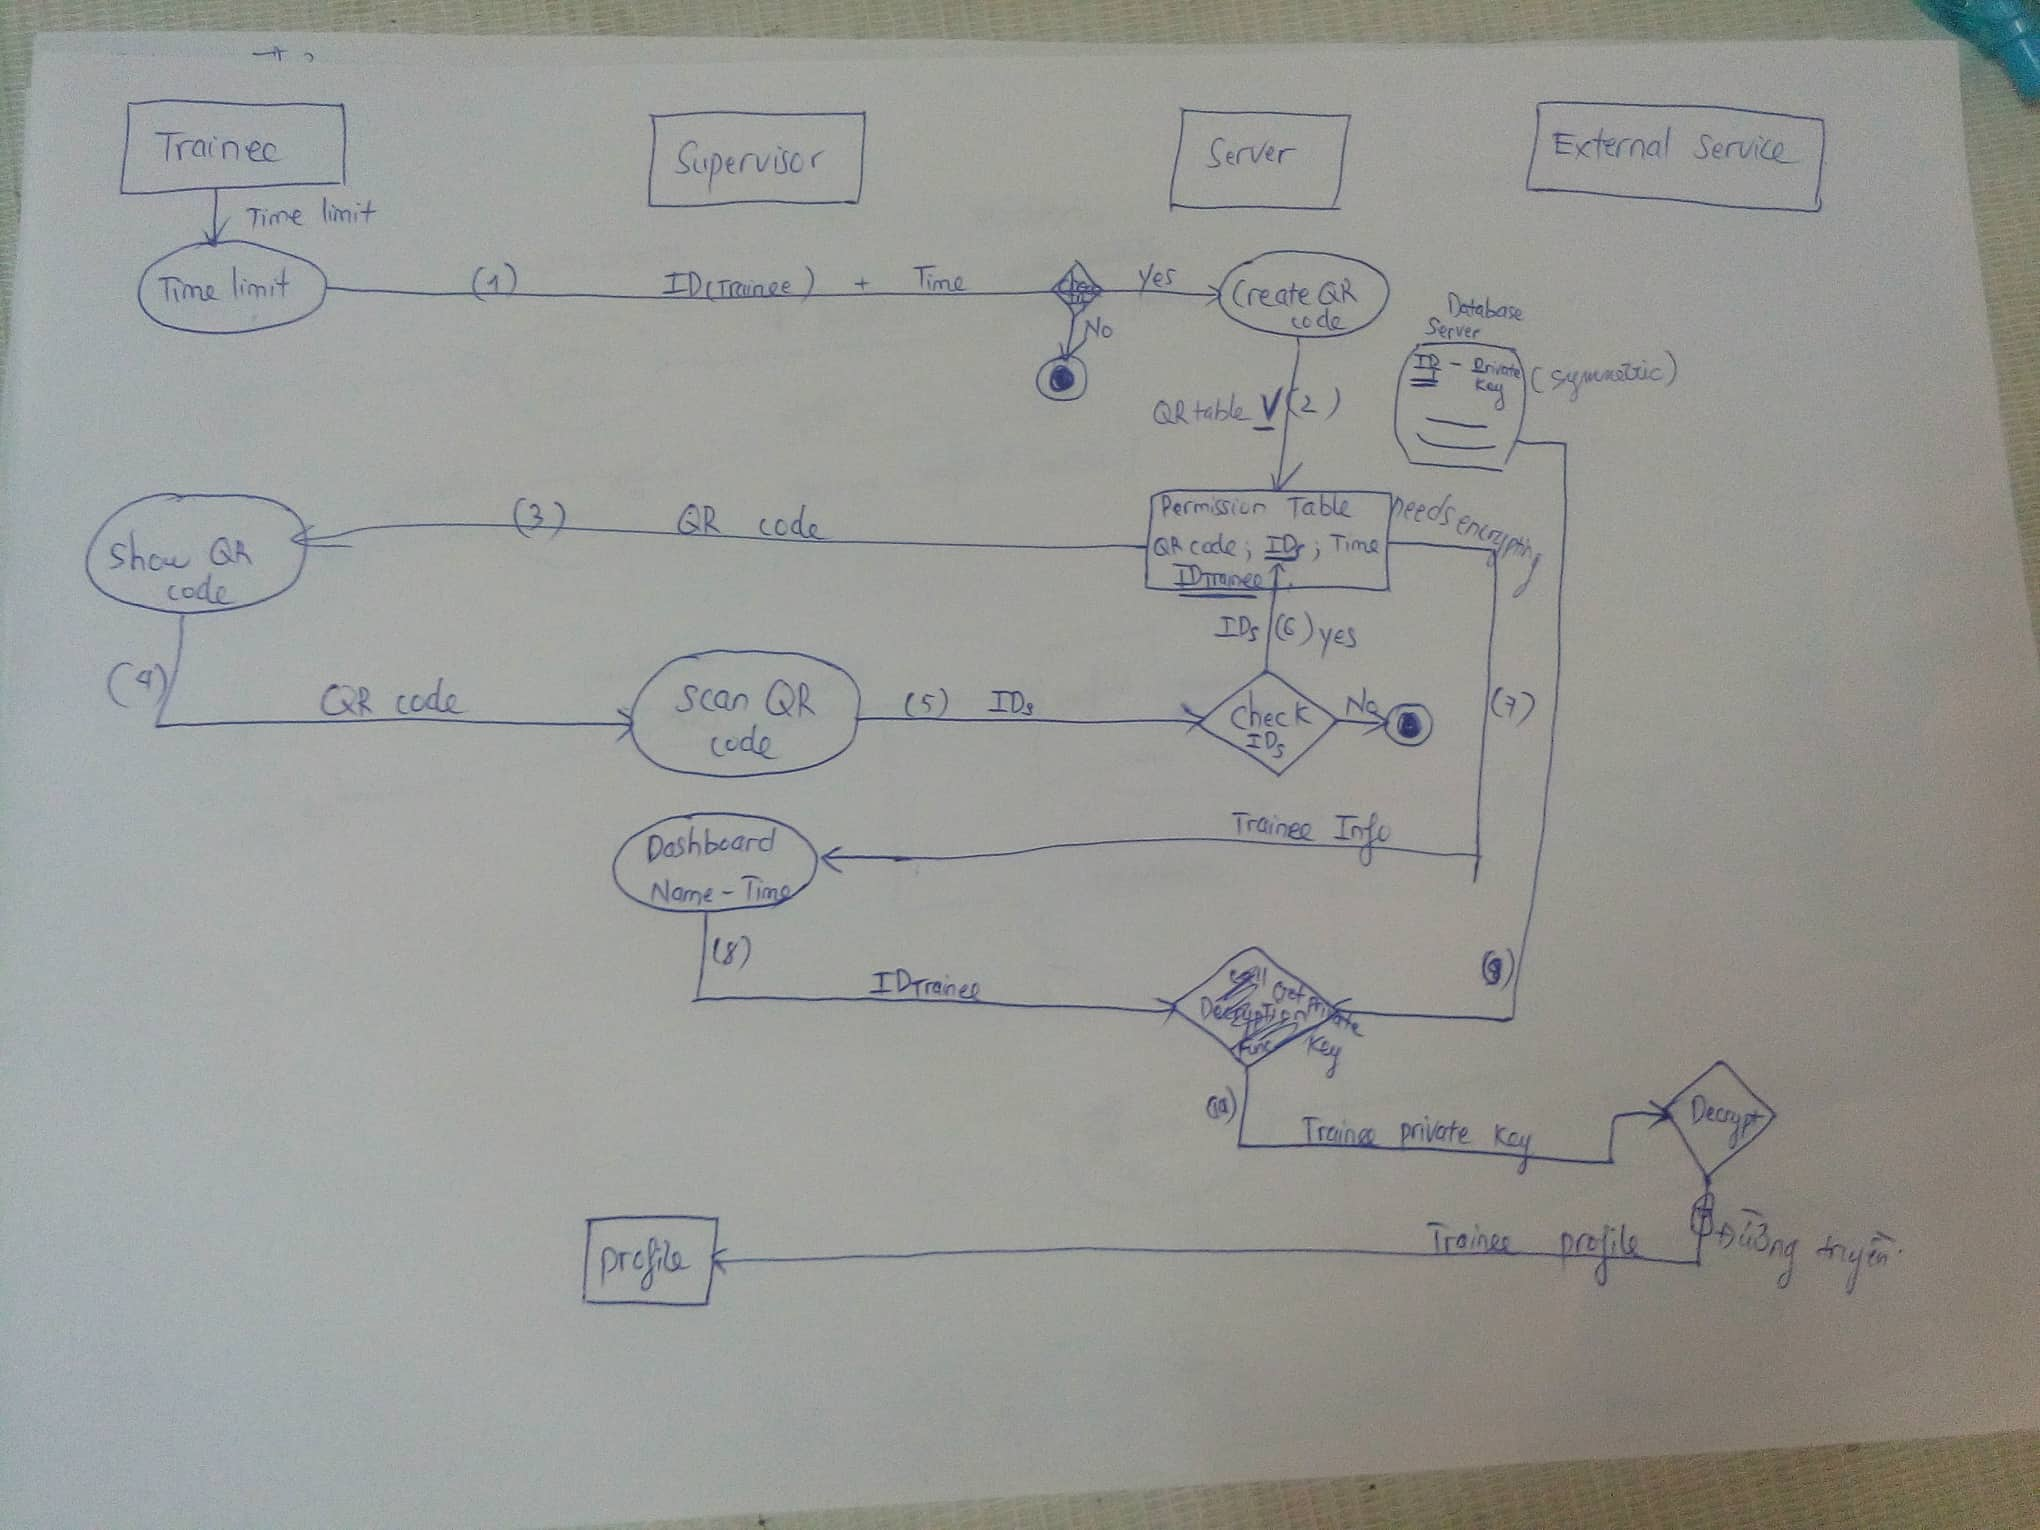 Trainee
Supervisor
Server
External Service
Time limit
Time limit
(1)
ID(Trainee) + Time
Yes
No
Create QR
code
Database
Server
ID - Private
Key
(symmetric)
QR table V
(2)
Permission Table
QR code; IDs; Time
IDTrainee
needs encrypting
(3)
QR code
show QR
code
IDs (6) yes
(4)
QR code
scan QR
code
(5) IDs
check
IDs
No
(7)
Trainee Info
Dashboard
Name - Time
(8)
IDTrainee
(9)
Get private
Decryption
Func
Key
(10)
Trainee private key
Decrypt
Trainee profile
Đường truyền
profile